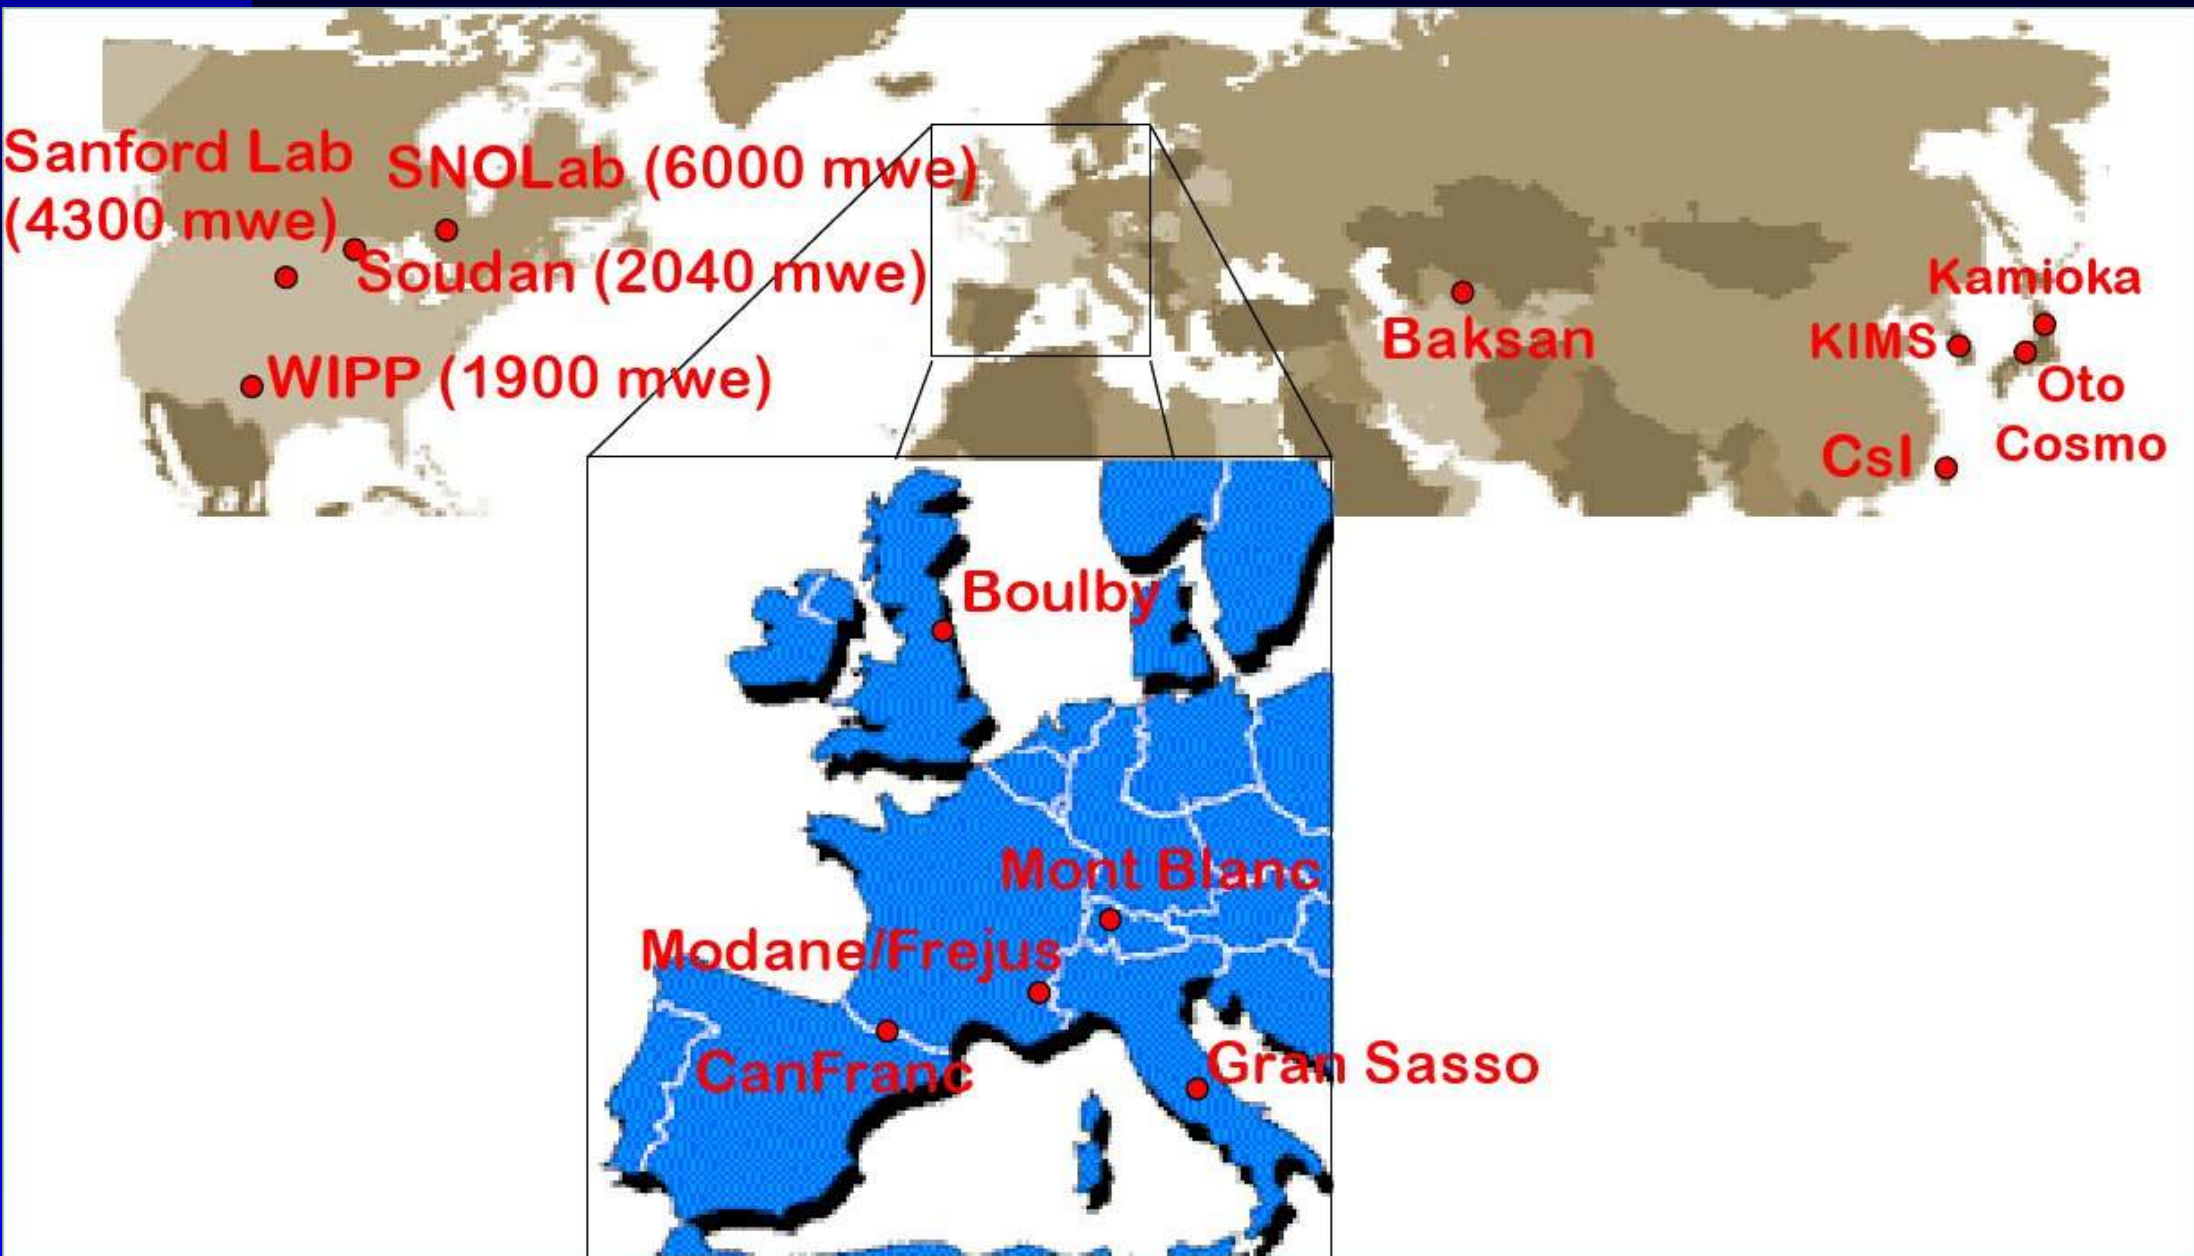 Sanford Lab
(4300 mwe)
SNOLab (6000 mwe)
Soudan (2040 mwe)
WIPP (1900 mwe)
Baksan
Kamioka
KIMS
Oto
Cosmo
CsI
Boulby
Mont Blanc
Modane/Frejus
CanFranc
Gran Sasso